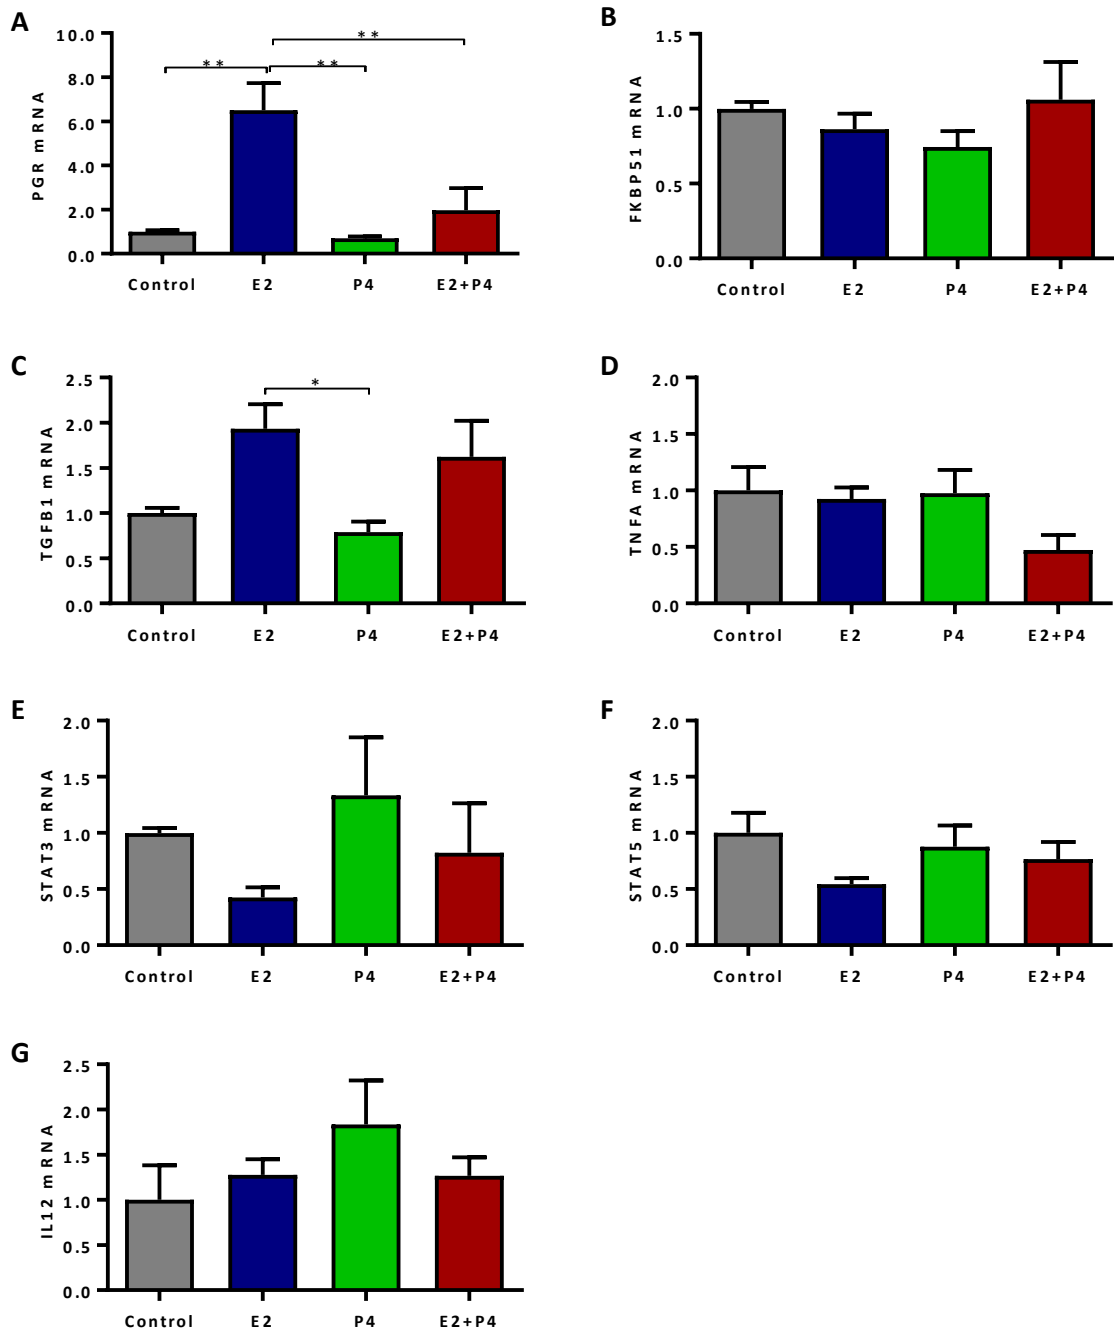 A
PGR mRNA
10.0
8.0
6.0
4.0
2.0
0.0
**
**
**
Control E2 P4 E2+P4
B
FKBP51 mRNA
1.5
1.0
0.5
0.0
Control E2 P4 E2+P4
C
TGFB1 mRNA
2.5
2.0
1.5
1.0
0.5
0.0
*
Control E2 P4 E2+P4
D
TNFA mRNA
2.0
1.5
1.0
0.5
0.0
Control E2 P4 E2+P4
E
STAT3 mRNA
2.0
1.5
1.0
0.5
0.0
Control E2 P4 E2+P4
F
STAT5 mRNA
2.0
1.5
1.0
0.5
0.0
Control E2 P4 E2+P4
G
IL12 mRNA
2.5
2.0
1.5
1.0
0.5
0.0
Control E2 P4 E2+P4